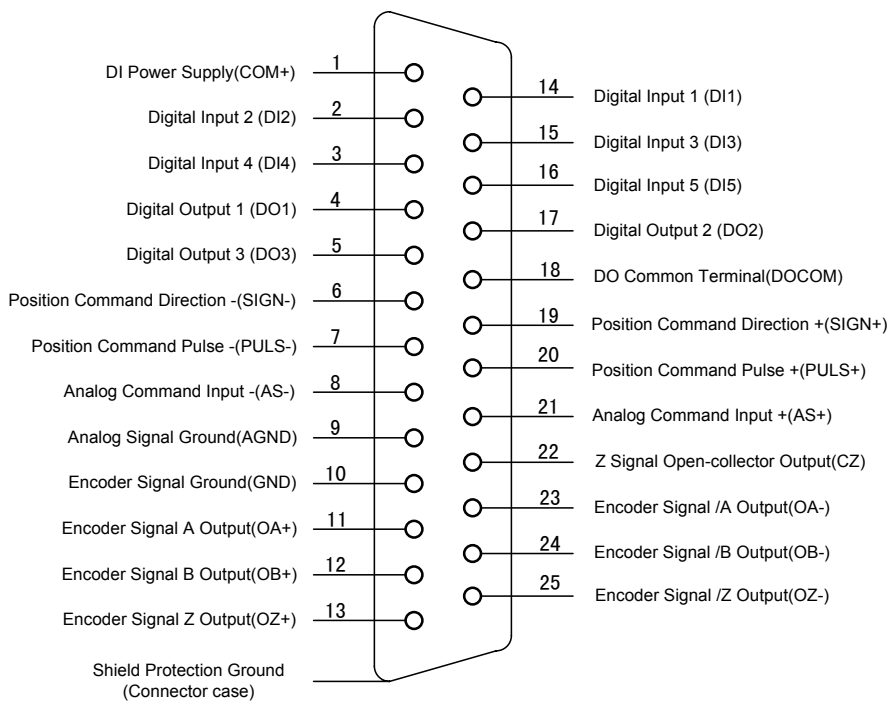 1
DI Power Supply(COM+)
2
Digital Input 2 (DI2)
3
Digital Input 4 (DI4)
4
Digital Output 1 (DO1)
5
Digital Output 3 (DO3)
6
Position Command Direction -(SIGN-)
7
Position Command Pulse -(PULS-)
8
Analog Command Input -(AS-)
9
Analog Signal Ground(AGND)
10
Encoder Signal Ground(GND)
11
Encoder Signal A Output(OA+)
12
Encoder Signal B Output(OB+)
13
Encoder Signal Z Output(OZ+)
Shield Protection Ground
(Connector case)
14
Digital Input 1 (DI1)
15
Digital Input 3 (DI3)
16
Digital Input 5 (DI5)
17
Digital Output 2 (DO2)
18
DO Common Terminal(DOCOM)
19
Position Command Direction +(SIGN+)
20
Position Command Pulse +(PULS+)
21
Analog Command Input +(AS+)
22
Z Signal Open-collector Output(CZ)
23
Encoder Signal /A Output(OA-)
24
Encoder Signal /B Output(OB-)
25
Encoder Signal /Z Output(OZ-)